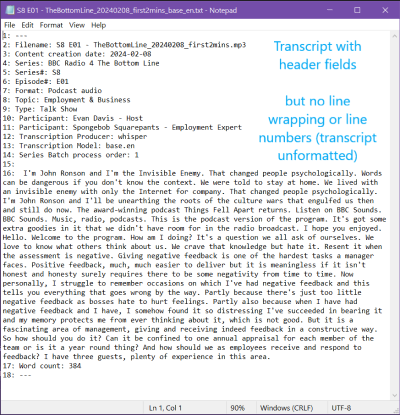 S8 E01 - TheBottomLine_20240208_first2mins_base_en.txt - Notepad
File Edit Format View Help
1: ---
2: Filename: S8 E01 - TheBottomLine_20240208_first2mins.mp3
3: Content creation date: 2024-02-08
4: Series: BBC Radio 4 The Bottom Line
5: Series#: S8
6: Episode#: E01
7: Format: Podcast audio
8: Topic: Employment & Business
9: Type: Talk Show
10: Participant: Evan Davis - Host
11: Participant: Spongebob Squarepants - Employment Expert
12: Transcription Producer: whisper
13: Transcription Model: base.en
14: Series Batch process order: 1
15:
16:  I'm John Ronson and I'm the Invisible Enemy. That changed people psychologically. Words
can be dangerous if you don't know the context. We were told to stay at home. We lived with
an invisible enemy with only the Internet for company. That changed people psychologically.
I'm John Ronson and I'll be unearthing the roots of the culture wars that engulfed us then
and still do now. The award-winning podcast Things Fell Apart returns. Listen on BBC Sounds.
BBC Sounds. Music, radio, podcasts. This is the podcast version of the program. It's got some
extra goodies in it that we didn't have room for in the radio broadcast. I hope you enjoyed.
Hello. Welcome to the program. How am I doing? It's a question we all ask of ourselves. We
love to know what others think about us. We crave that knowledge but hate it. Resent it when
the assessment is negative. Giving negative feedback is one of the hardest tasks a manager
faces. Positive feedback, much, much easier to deliver but it is meaningless if it isn't
honest and honesty surely requires there to be some negativity from time to time. Now
personally, I struggle to remember occasions on which I've had negative feedback and this
tells you everything that goes wrong by the way. Partly because there's just too little
negative feedback as bosses hate to hurt feelings. Partly also because when I have had
negative feedback and I have, I somehow found it so distressing I've succeeded in bearing it
and my memory protects me from ever thinking about it, which is not good. But it is a
fascinating area of management, giving and receiving indeed feedback in a constructive way.
So how should you do it? Can it be confined to one annual appraisal for each member of the
team or is it a year round thing? And how should we as employees receive and respond to
feedback? I have three guests, plenty of experience in this area.
17: Word count: 384
18: ---
Transcript with
header fields
but no line
wrapping or line
numbers (transcript
unformatted)
Ln 1, Col 1
90%
Windows (CRLF)
UTF-8